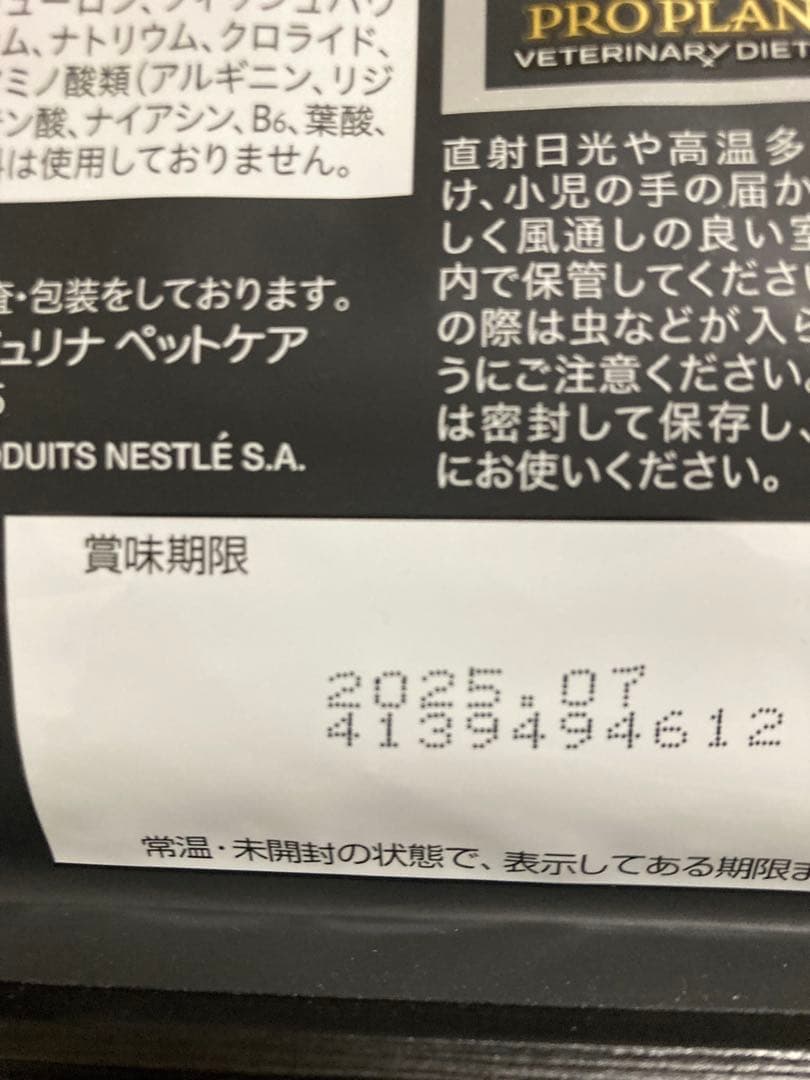 ム、ナトリウム、クロライド、
ミノ酸類(アルギニン、リジ
ン酸、ナイアシン、B6、葉酸、
は使用しておりません。
・包装をしております。
ュリナ ペットケア
ODUITS NESTLÉ S.A.
PRO PLAN
VETERINARY DIET
直射日光や高温多
け、小児の手の届か
しく風通しの良い室
内で保管してください
の際は虫などが入ら
うにご注意ください。
は密封して保存し、
にお使いください。
賞味期限
2025.07
4139494612
常温・未開封の状態で、表示してある期限ま